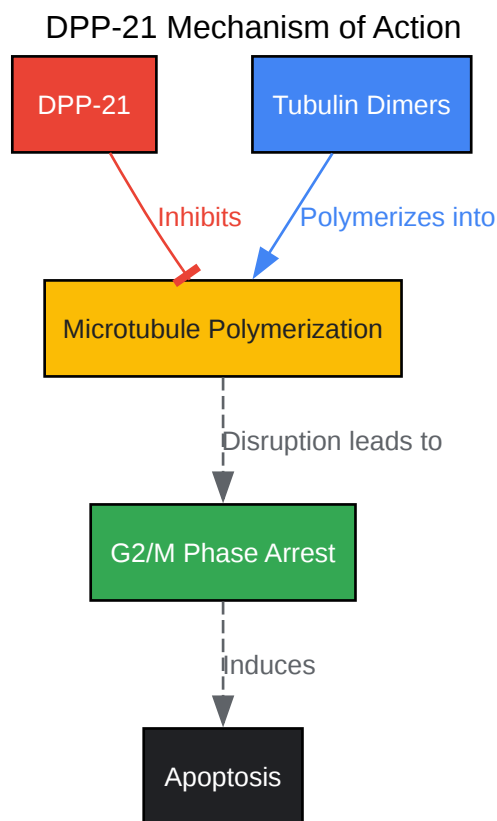 DPP-21 Mechanism of Action
DPP-21
Tubulin Dimers
Inhibits
Polymerizes into
Microtubule Polymerization
Disruption leads to
G2/M Phase Arrest
Induces
Apoptosis